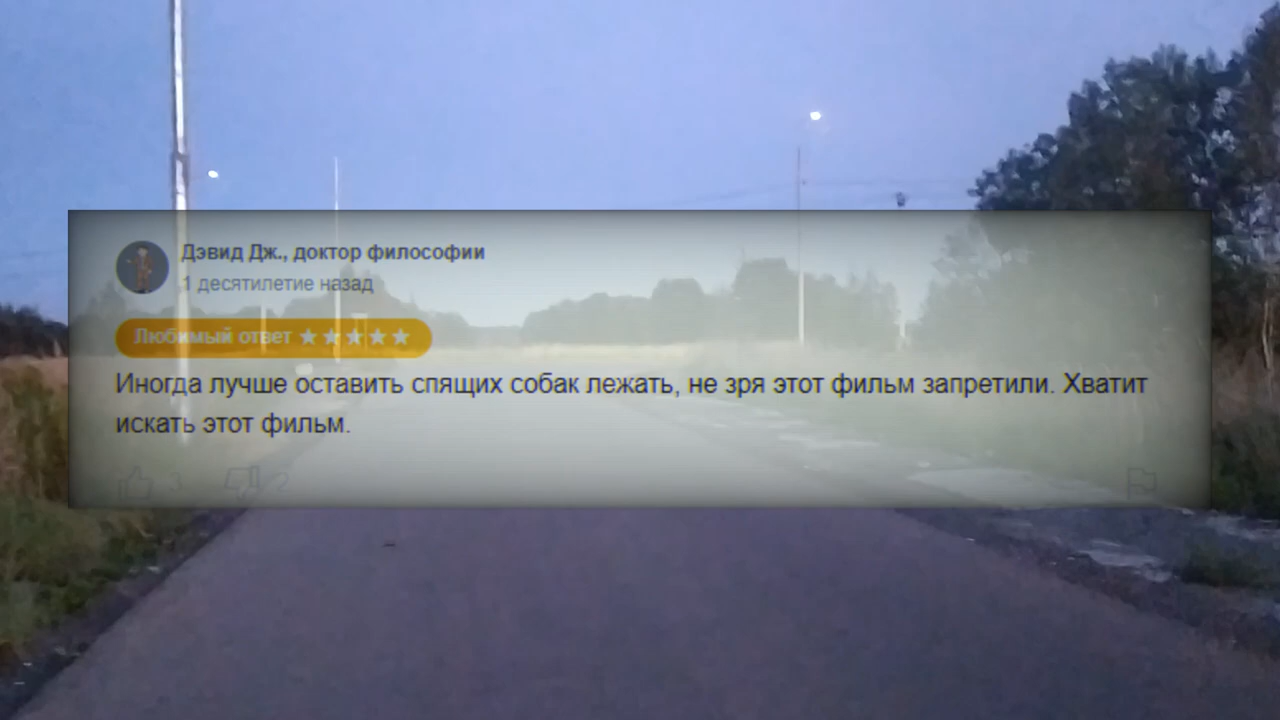 Дэвид Дж., доктор философии
1 десятилетие назад
Любимый ответ ★★★★★
Иногда лучше оставить спящих собак лежать, не зря этот фильм запретили. Хватит
искать этот фильм.
3 2